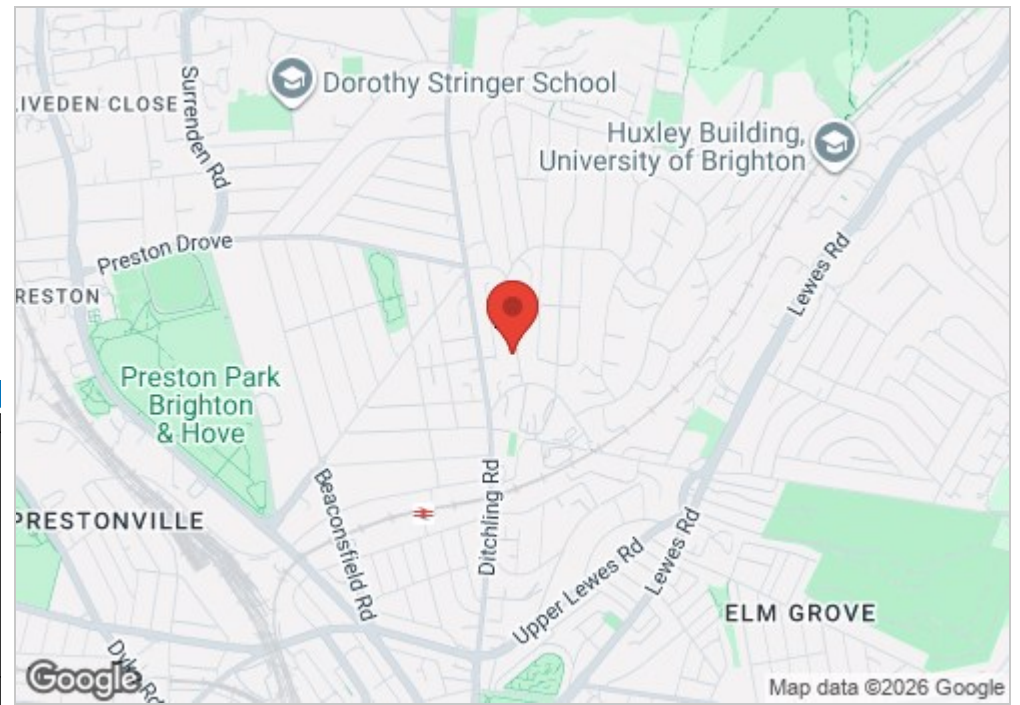 Dorothy Stringer School
IVEDEN CLOSE
Surrenden Rd
Huxley Building,
University of Brighton
Preston Drove
Lewes Rd
RESTON
Preston Park
Brighton
& Hove
Beaconsfield Rd
Ditchling Rd
PRESTONVILLE
Lewes Rd
Upper Lewes Rd
ELM GROVE
Google
Map data ©2026 Google